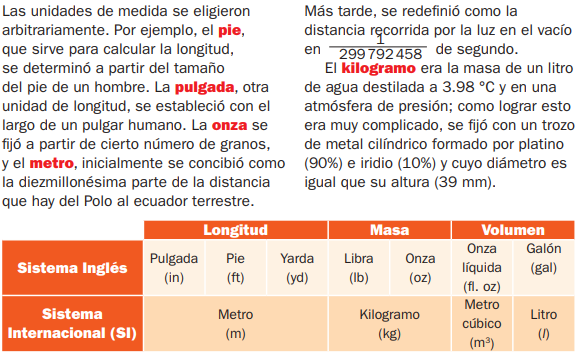 Las unidades de medida se eligieron
arbitrariamente. Por ejemplo, el pie,
que sirve para calcular la longitud,
se determinó a partir del tamaño
del pie de un hombre. La pulgada, otra
unidad de longitud, se estableció con el
largo de un pulgar humano. La onza se
fijó a partir de cierto número de granos,
y el metro, inicialmente se concibió como
la diezmillonésima parte de la distancia
que hay del Polo al ecuador terrestre.
Más tarde, se redefinió como la
distancia recorrida por la luz en el vacío
en 1/299 792 458 de segundo.
El kilogramo era la masa de un litro
de agua destilada a 3.98 °C y en una
atmósfera de presión; como lograr esto
era muy complicado, se fijó con un trozo
de metal cilíndrico formado por platino
(90%) e iridio (10%) y cuyo diámetro es
igual que su altura (39 mm).
Longitud Masa Volumen
Sistema Inglés Pulgada (in) Pie (ft) Yarda (yd) Libra (lb) Onza (oz) Onza líquida (fl. oz) Galón (gal)
Sistema Internacional (SI) Metro (m) Kilogramo (kg) Metro cúbico (m³) Litro (l)